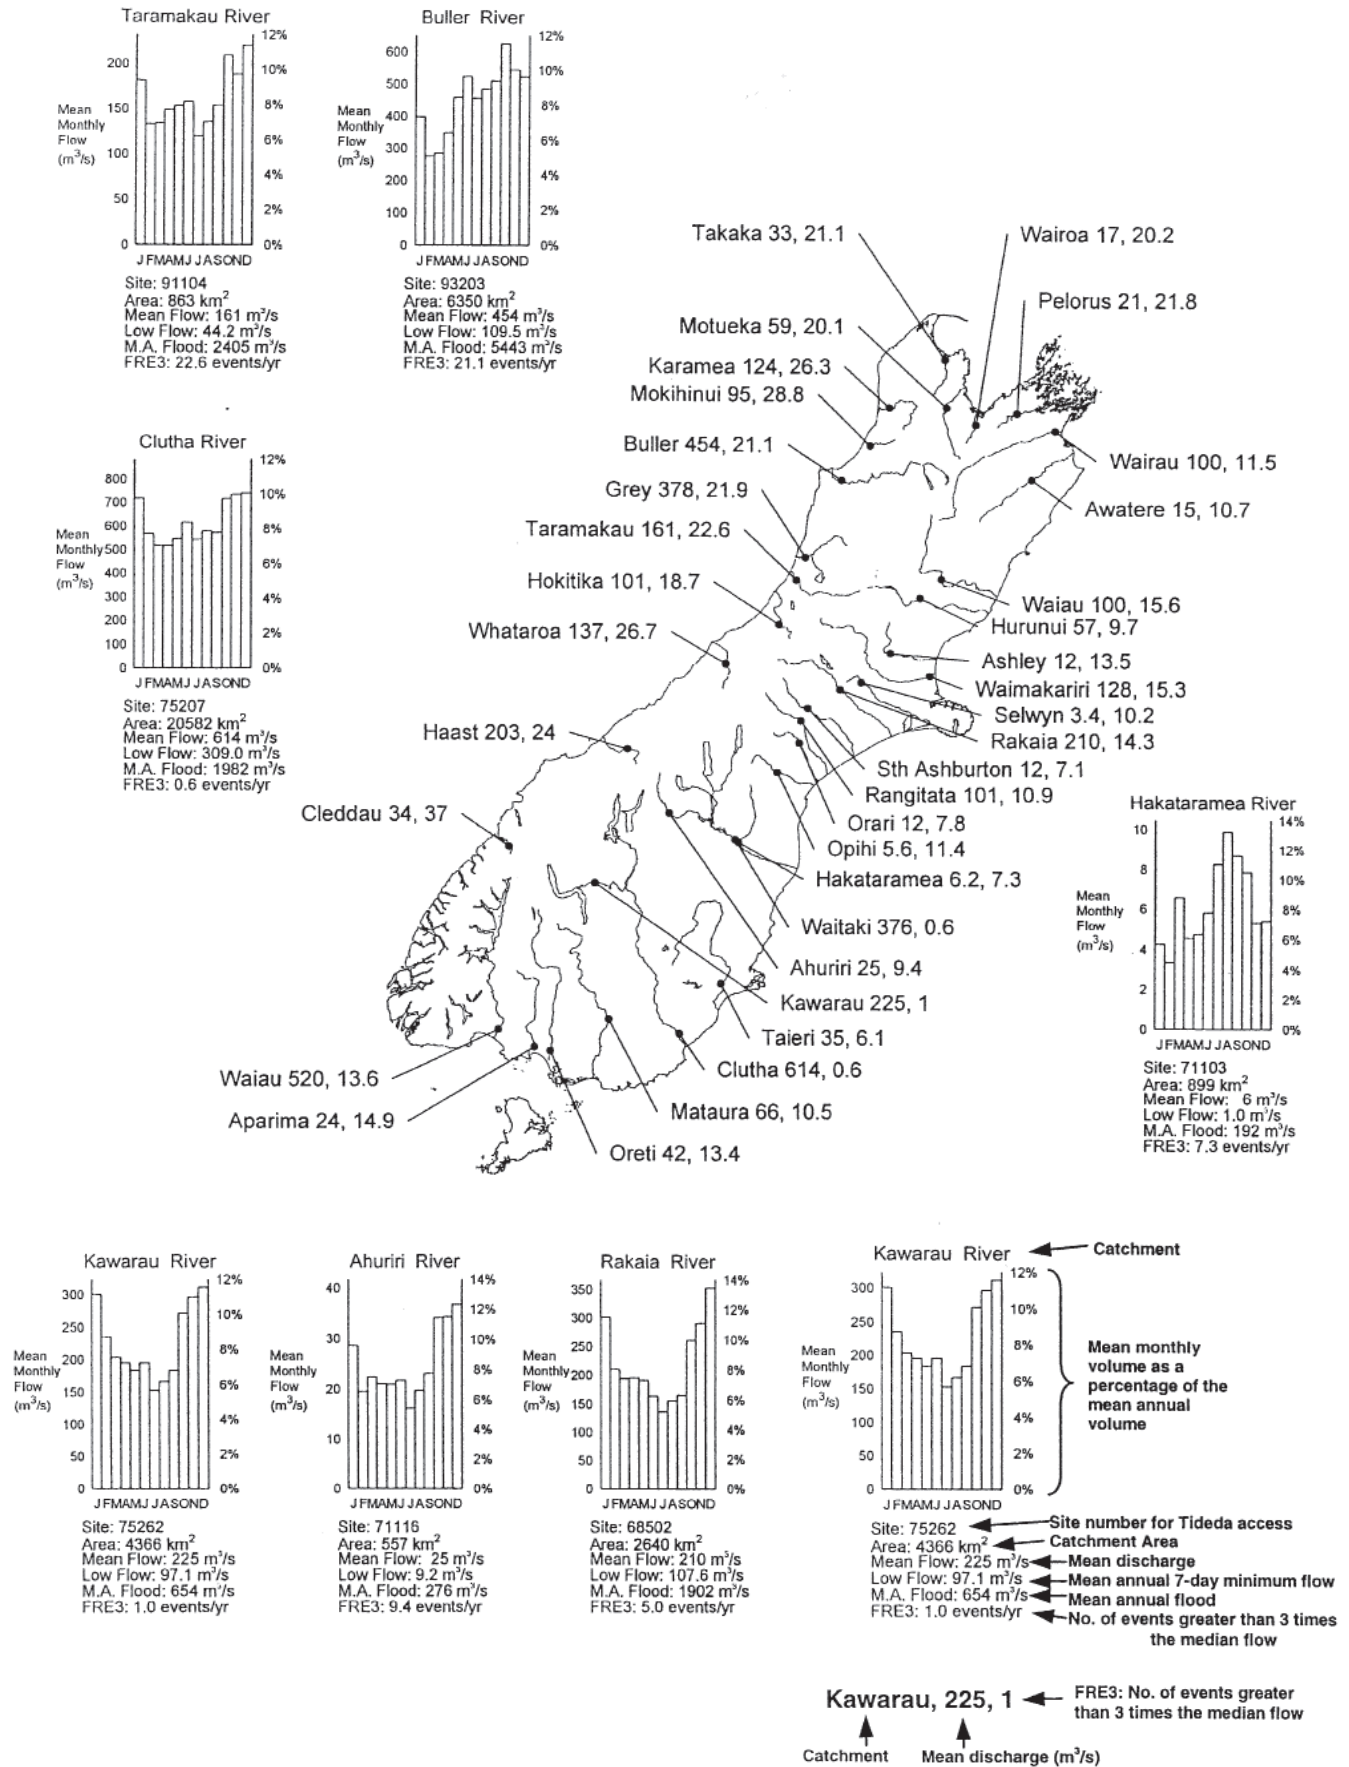 Taramakau River
200
150
100
50
0
Mean
Monthly
Flow
(m³/s)
12%
10%
8%
6%
4%
2%
0%
J FMAMJ JASOND
Site: 91104
Area: 863 km²
Mean Flow: 161 m³/s
Low Flow: 44.2 m³/s
M.A. Flood: 2405 m³/s
FRE3: 22.6 events/yr
Buller River
600
500
400
300
200
100
0
Mean
Monthly
Flow
(m³/s)
12%
10%
8%
6%
4%
2%
0%
J FMAMJ JASOND
Site: 93203
Area: 6350 km²
Mean Flow: 454 m³/s
Low Flow: 109.5 m³/s
M.A. Flood: 5443 m³/s
FRE3: 21.1 events/yr
Clutha River
800
700
600
500
400
300
200
100
0
Mean
Monthly
Flow
(m³/s)
12%
10%
8%
6%
4%
2%
0%
J FMAMJ JASOND
Site: 75207
Area: 20582 km²
Mean Flow: 614 m³/s
Low Flow: 309.0 m³/s
M.A. Flood: 1982 m³/s
FRE3: 0.6 events/yr
Takaka 33, 21.1
Motueka 59, 20.1
Karamea 124, 26.3
Mokihinui 95, 28.8
Buller 454, 21.1
Grey 378, 21.9
Taramakau 161, 22.6
Hokitika 101, 18.7
Whataroa 137, 26.7
Haast 203, 24
Cleddau 34, 37
Waiau 520, 13.6
Aparima 24, 14.9
Wairoa 17, 20.2
Pelorus 21, 21.8
Wairau 100, 11.5
Awatere 15, 10.7
Waiau 100, 15.6
Hurunui 57, 9.7
Ashley 12, 13.5
Waimakariri 128, 15.3
Selwyn 3.4, 10.2
Rakaia 210, 14.3
Sth Ashburton 12, 7.1
Rangitata 101, 10.9
Orari 12, 7.8
Opihi 5.6, 11.4
Hakataramea 6.2, 7.3
Waitaki 376, 0.6
Ahuriri 25, 9.4
Kawarau 225, 1
Taieri 35, 6.1
Clutha 614, 0.6
Mataura 66, 10.5
Oreti 42, 13.4
Hakataramea River
10
8
6
4
2
0
Mean
Monthly
Flow
(m³/s)
14%
12%
10%
8%
6%
4%
2%
0%
J FMAMJ JASOND
Site: 71103
Area: 899 km²
Mean Flow: 6 m³/s
Low Flow: 1.0 m³/s
M.A. Flood: 192 m³/s
FRE3: 7.3 events/yr
Kawarau River
300
250
200
150
100
50
0
Mean
Monthly
Flow
(m³/s)
12%
10%
8%
6%
4%
2%
0%
J FMAMJ JASOND
Site: 75262
Area: 4366 km²
Mean Flow: 225 m³/s
Low Flow: 97.1 m³/s
M.A. Flood: 654 m³/s
FRE3: 1.0 events/yr
Ahuriri River
40
30
20
10
0
Mean
Monthly
Flow
(m³/s)
14%
12%
10%
8%
6%
4%
2%
0%
J FMAMJ JASOND
Site: 71116
Area: 557 km²
Mean Flow: 25 m³/s
Low Flow: 9.2 m³/s
M.A. Flood: 276 m³/s
FRE3: 9.4 events/yr
Rakaia River
350
300
250
200
150
100
50
0
Mean
Monthly
Flow
(m³/s)
14%
12%
10%
8%
6%
4%
2%
0%
J FMAMJ JASOND
Site: 68502
Area: 2640 km²
Mean Flow: 210 m³/s
Low Flow: 107.6 m³/s
M.A. Flood: 1902 m³/s
FRE3: 5.0 events/yr
Kawarau River
Catchment
300
250
200
150
100
50
0
Mean
Monthly
Flow
(m³/s)
12%
10%
8%
6%
4%
2%
0%
J FMAMJ JASOND
Mean monthly
volume as a
percentage of the
mean annual
volume
Site: 75262 Site number for Tideda access
Area: 4366 km² Catchment Area
Mean Flow: 225 m³/s Mean discharge
Low Flow: 97.1 m³/s Mean annual 7-day minimum flow
M.A. Flood: 654 m³/s Mean annual flood
FRE3: 1.0 events/yr No. of events greater than 3 times
the median flow
Kawarau, 225, 1
FRE3: No. of events greater
than 3 times the median flow
Catchment Mean discharge (m³/s)